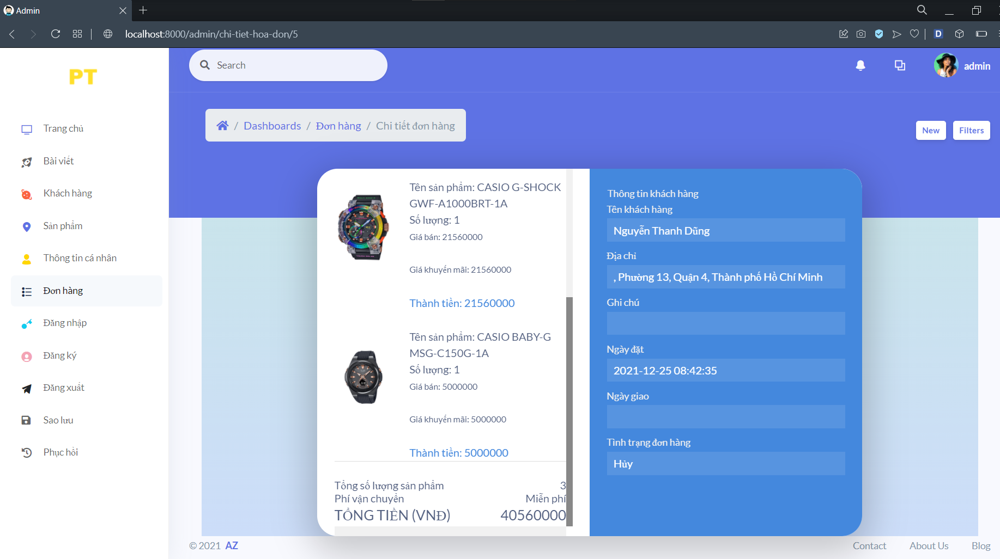 Admin
localhost:8000/admin/chi-tiet-hoa-don/5
D
PT
Search
admin
Trang chủ
Bài viết
Khách hàng
Sản phẩm
Thông tin cá nhân
Đơn hàng
Đăng nhập
Đăng ký
Đăng xuất
Sao lưu
Phục hồi
/ Dashboards / Đơn hàng / Chi tiết đơn hàng
New
Filters
Tên sản phẩm: CASIO G-SHOCK
GWF-A1000BRT-1A
Số lượng: 1
Giá bán: 21560000
Giá khuyến mãi: 21560000
Thành tiền: 21560000
Tên sản phẩm: CASIO BABY-G
MSG-C150G-1A
Số lượng: 1
Giá bán: 5000000
Giá khuyến mãi: 5000000
Thành tiền: 5000000
Tổng số lượng sản phẩm 3
Phí vận chuyển Miễn phí
TỔNG TIỀN (VNĐ) 40560000
Thông tin khách hàng
Tên khách hàng
Nguyễn Thanh Dũng
Địa chỉ
, Phường 13, Quận 4, Thành phố Hồ Chí Minh
Ghi chú
Ngày đặt
2021-12-25 08:42:35
Ngày giao
Tình trạng đơn hàng
Hủy
© 2021 AZ
Contact
About Us
Blog